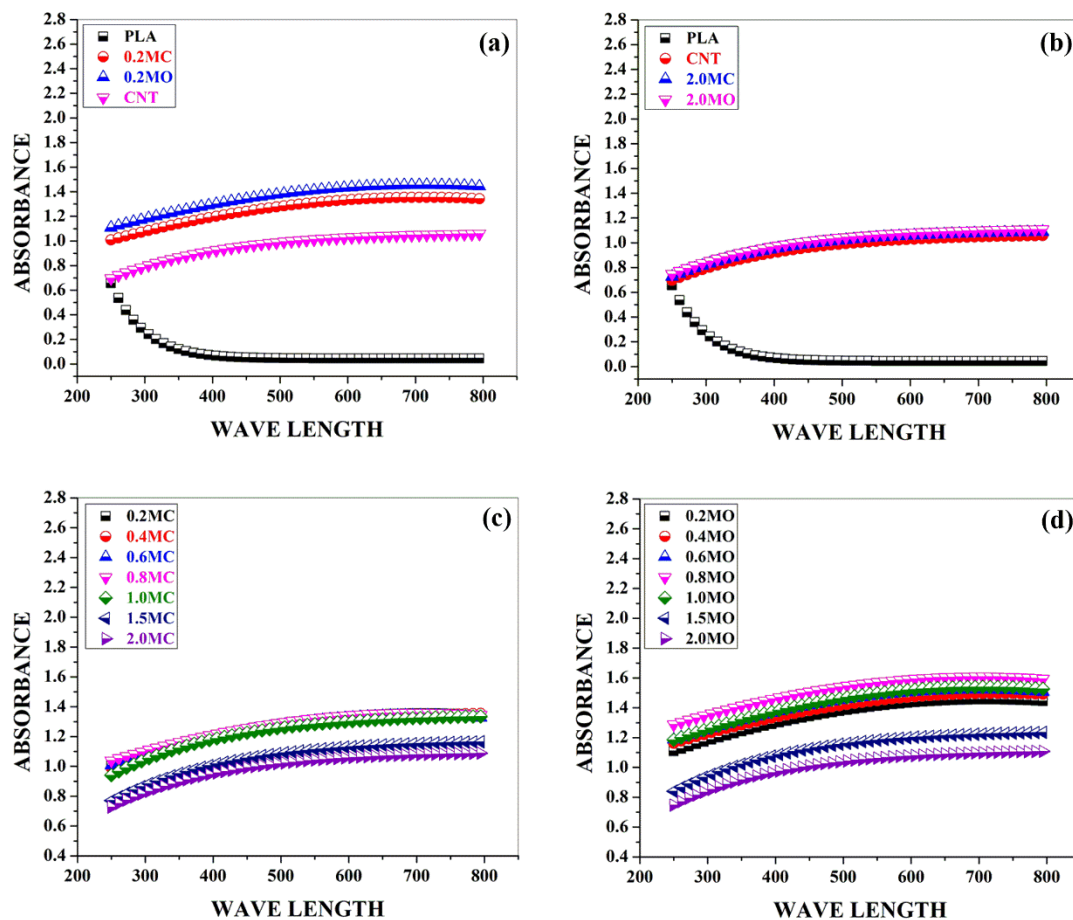 PLA
0.2MC
0.2MO
CNT
(a)
2.8
2.6
2.4
2.2
2.0
1.8
1.6
1.4
1.2
1.0
0.8
0.6
0.4
0.2
0.0
ABSORBANCE
200 300 400 500 600 700 800
WAVE LENGTH
PLA
CNT
2.0MC
2.0MO
(b)
2.8
2.6
2.4
2.2
2.0
1.8
1.6
1.4
1.2
1.0
0.8
0.6
0.4
0.2
0.0
ABSORBANCE
200 300 400 500 600 700 800
WAVE LENGTH
0.2MC
0.4MC
0.6MC
0.8MC
1.0MC
1.5MC
2.0MC
(c)
2.8
2.6
2.4
2.2
2.0
1.8
1.6
1.4
1.2
1.0
0.8
0.6
0.4
ABSORBANCE
200 300 400 500 600 700 800
WAVE LENGTH
0.2MO
0.4MO
0.6MO
0.8MO
1.0MO
1.5MO
2.0MO
(d)
2.8
2.6
2.4
2.2
2.0
1.8
1.6
1.4
1.2
1.0
0.8
0.6
0.4
ABSORBANCE
200 300 400 500 600 700 800
WAVE LENGTH